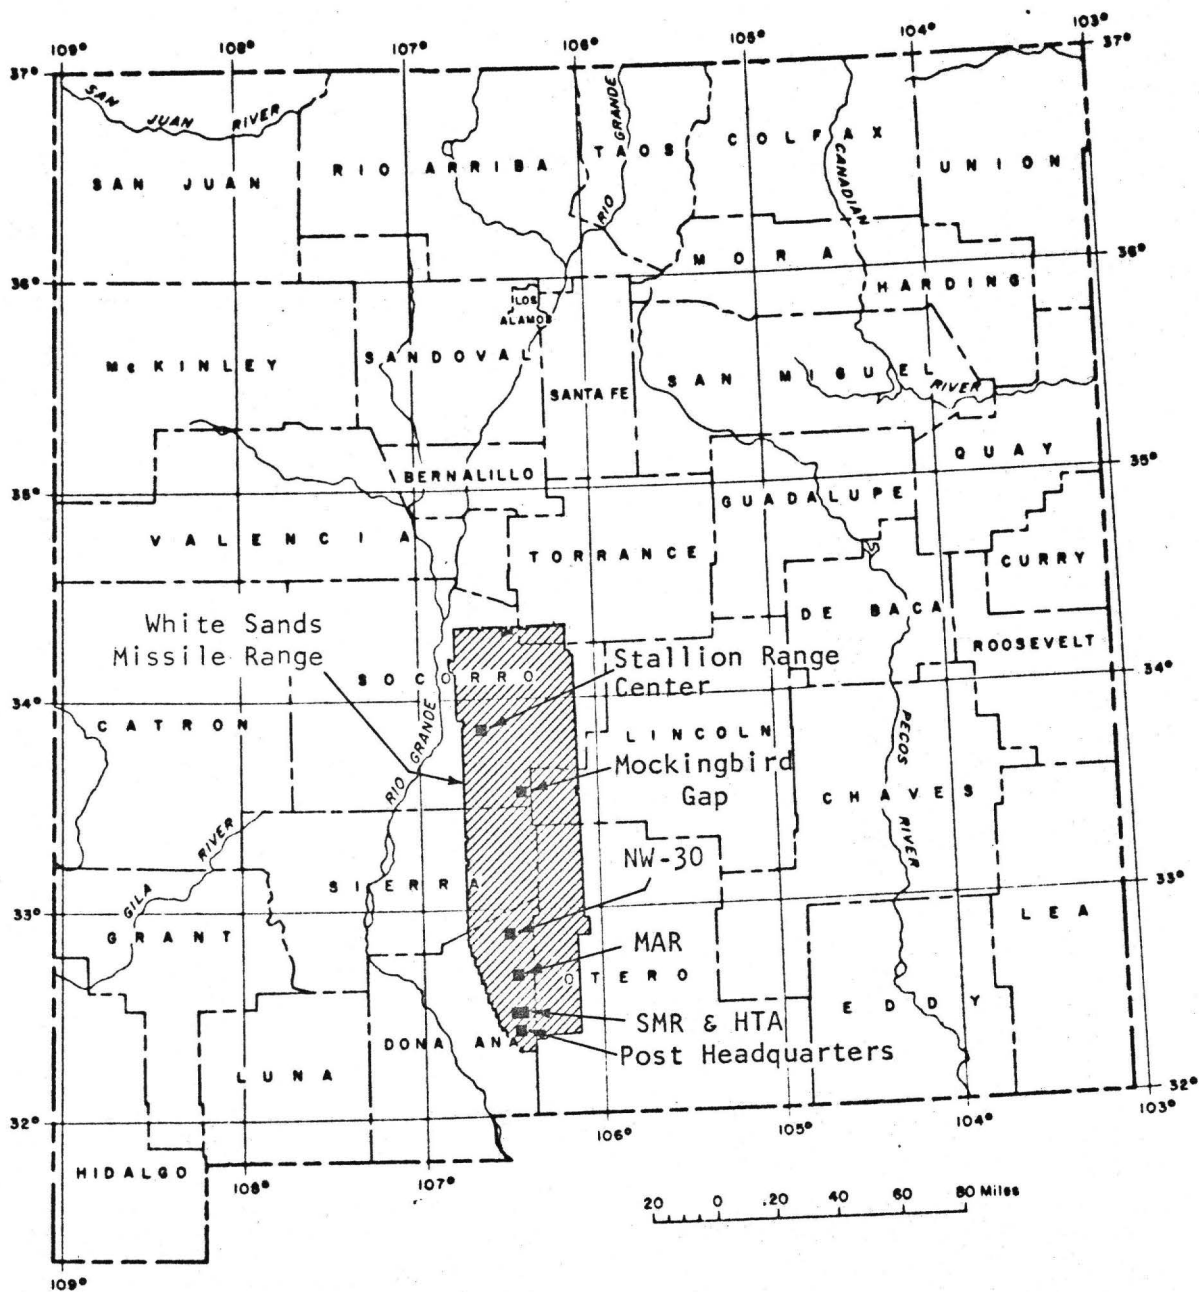 109°
108°
107°
106°
105°
104°
103°
37°
37°
SAN JUAN RIVER
RIO GRANDE
CANADIAN
SAN JUAN
RIO ARRIBA
TAOS
COLFAX
UNION
MORA
36°
36°
HARDING
LOS
ALAMOS
McKINLEY
SANDOVAL
SANTA FE
SAN MIGUEL
RIVER
BERNALILLO
QUAY
35°
35°
GUADALUPE
VALENCIA
TORRANCE
CURRY
DE BACA
ROOSEVELT
White Sands
Missile Range
SOCORRO
Stallion Range
Center
34°
34°
CATRON
RIO GRANDE
LINCOLN
PECOS RIVER
Mockingbird
Gap
CHAVES
GILA RIVER
NW-30
SIERRA
33°
33°
GRANT
LEA
MAR
OTERO
EDDY
SMR & HTA
DONA ANA
Post Headquarters
LUNA
32°
32°
HIDALGO
109°
108°
107°
106°
105°
104°
103°
20 0 20 40 60 80 Miles